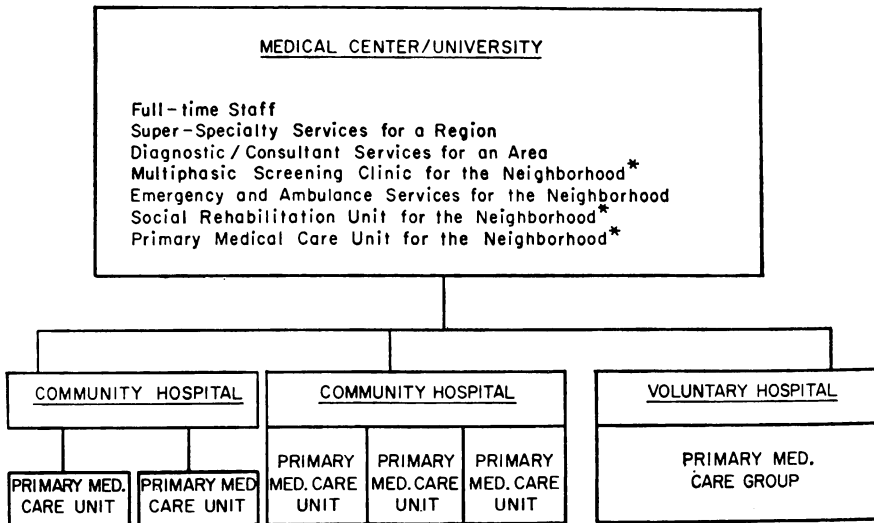 MEDICAL CENTER/UNIVERSITY
Full-time Staff
Super-Specialty Services for a Region
Diagnostic/Consultant Services for an Area
Multiphasic Screening Clinic for the Neighborhood*
Emergency and Ambulance Services for the Neighborhood
Social Rehabilitation Unit for the Neighborhood*
Primary Medical Care Unit for the Neighborhood*
COMMUNITY HOSPITAL
PRIMARY MED.
CARE UNIT
PRIMARY MED
CARE UNIT
COMMUNITY HOSPITAL
PRIMARY
MED. CARE
UNIT
PRIMARY
MED. CARE
UNIT
PRIMARY
MED. CARE
UNIT
VOLUNTARY HOSPITAL
PRIMARY MED.
CARE GROUP